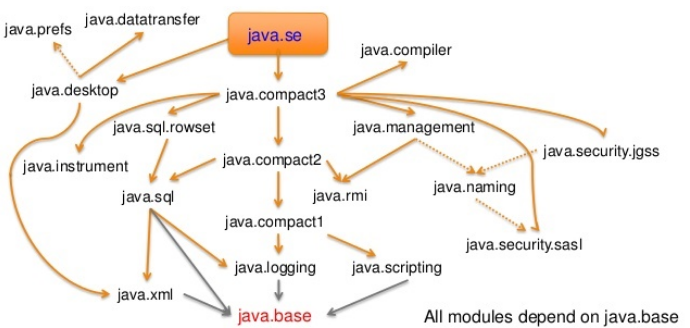 java.datatransfer
java.prefs
java.se
java.compiler
java.desktop
java.compact3
java.sql.rowset
java.management
java.security.jgss
java.instrument
java.compact2
java.naming
java.sql
java.rmi
java.compact1
java.security.sasl
java.logging
java.scripting
java.xml
java.base
All modules depend on java.base